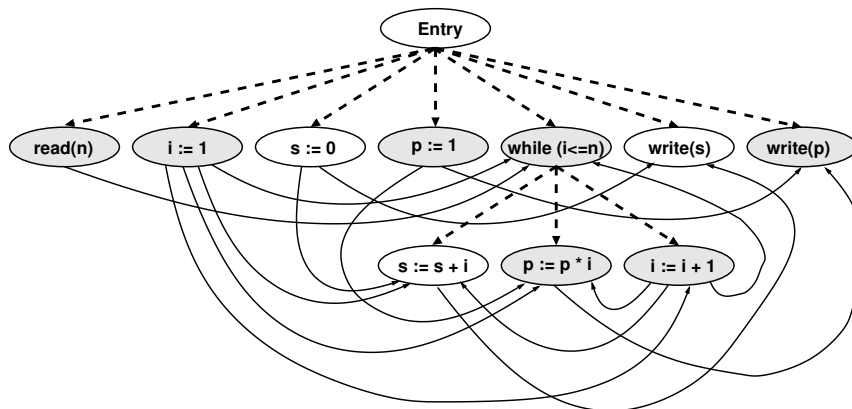 Entry
read(n)
i := 1
s := 0
p := 1
while (i<=n)
write(s)
write(p)
s := s + i
p := p * i
i := i + 1